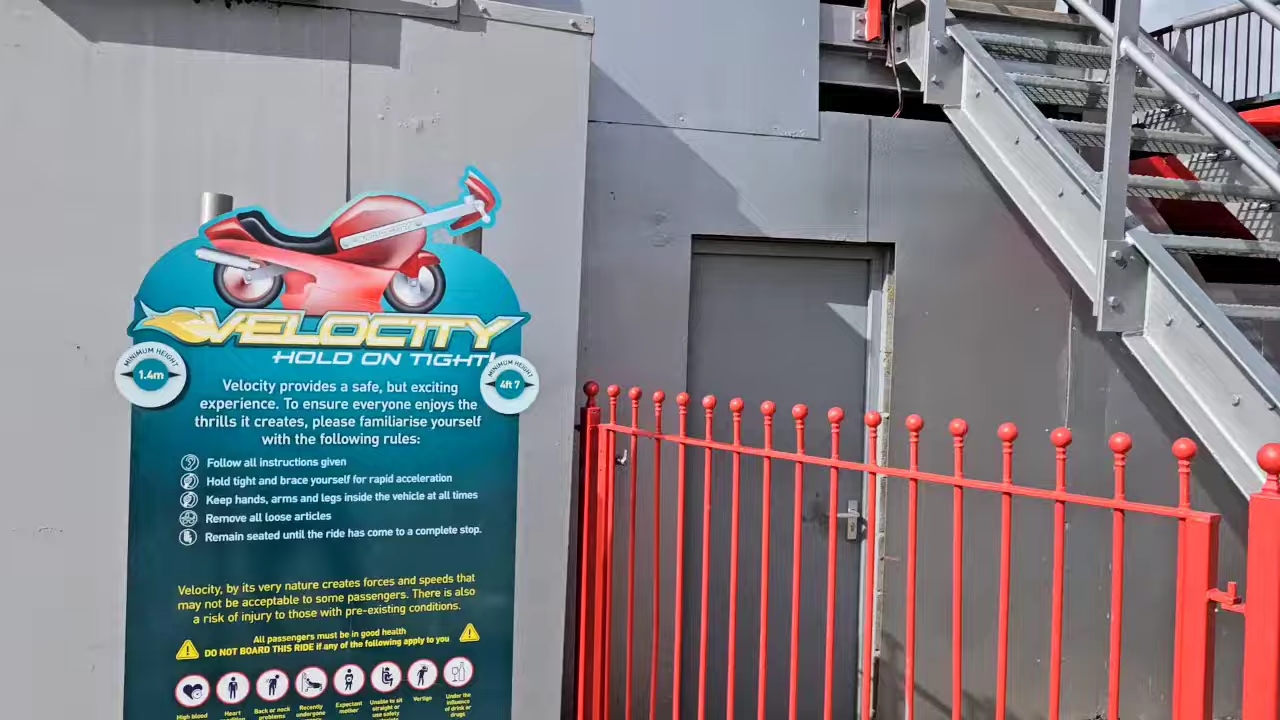 VELOCITY
HOLD ON TIGHT!
MINIMUM HEIGHT
1.4m
MINIMUM HEIGHT
4ft 7
Velocity provides a safe, but exciting
experience. To ensure everyone enjoys the
thrills it creates, please familiarise yourself
with the following rules:
Follow all instructions given
Hold tight and brace yourself for rapid acceleration
Keep hands, arms and legs inside the vehicle at all times
Remove all loose articles
Remain seated until the ride has come to a complete stop.
Velocity, by its very nature creates forces and speeds that
may not be acceptable to some passengers. There is also
a risk of injury to those with pre-existing conditions.
All passengers must be in good health
DO NOT BOARD THIS RIDE if any of the following apply to you
High blood
Heart
Back or neck
problems
Recently
undergone
Expectant
mother
Unable to sit
straight or
use safety
Vertigo
Under the
influence
of drink or
drugs